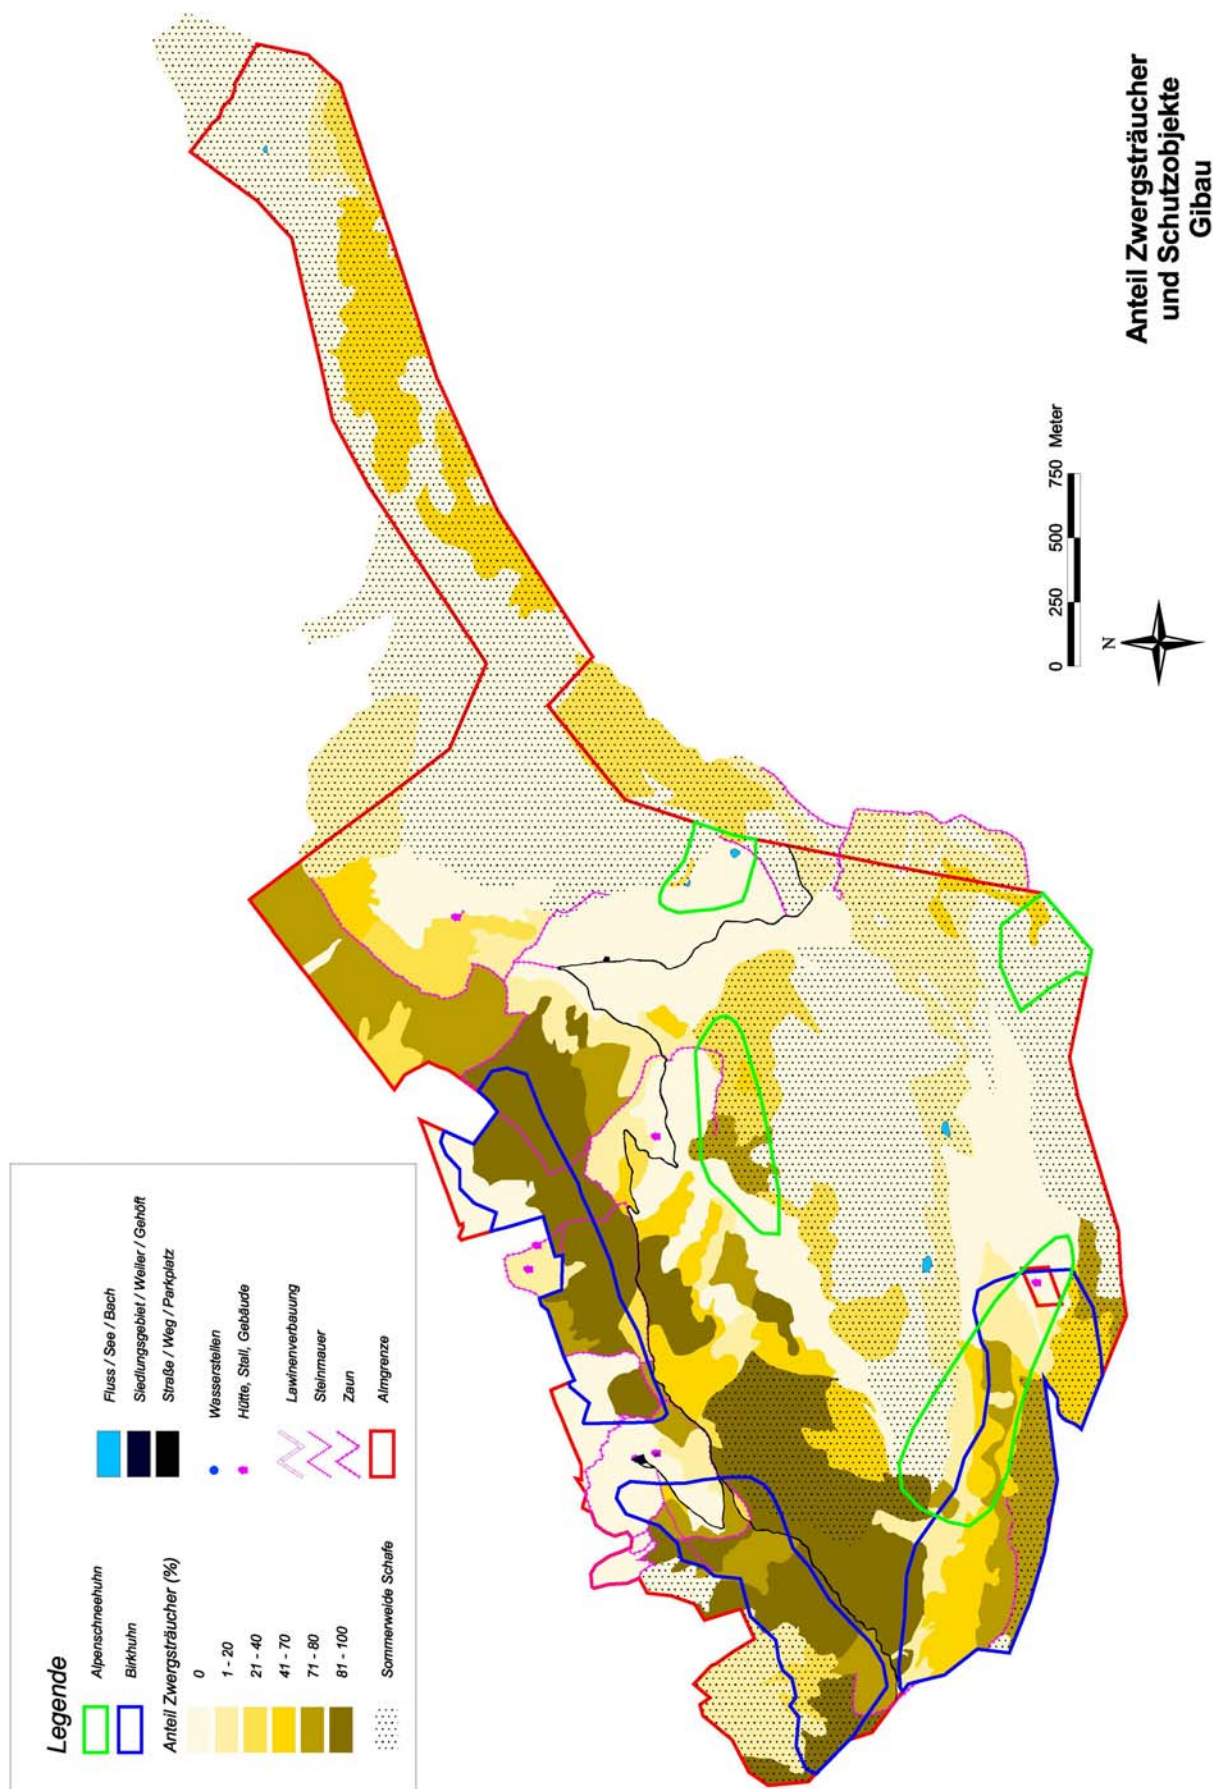 Legende
Alpenschneehuhn
Birkhuhn
Anteil Zwergsträucher (%)
0
1 - 20
21 - 40
41 - 70
71 - 80
81 - 100
Sommerweide Schafe
Fluss / See / Bach
Siedlungsgebiet / Weiler / Gehöft
Straße / Weg / Parkplatz
Wasserstellen
Hütte, Stall, Gebäude
Lawinenverbauung
Steinmauer
Zaun
Almgrenze
N
0 250 500 750 Meter
Anteil Zwergsträucher
und Schutzobjekte
Gibau